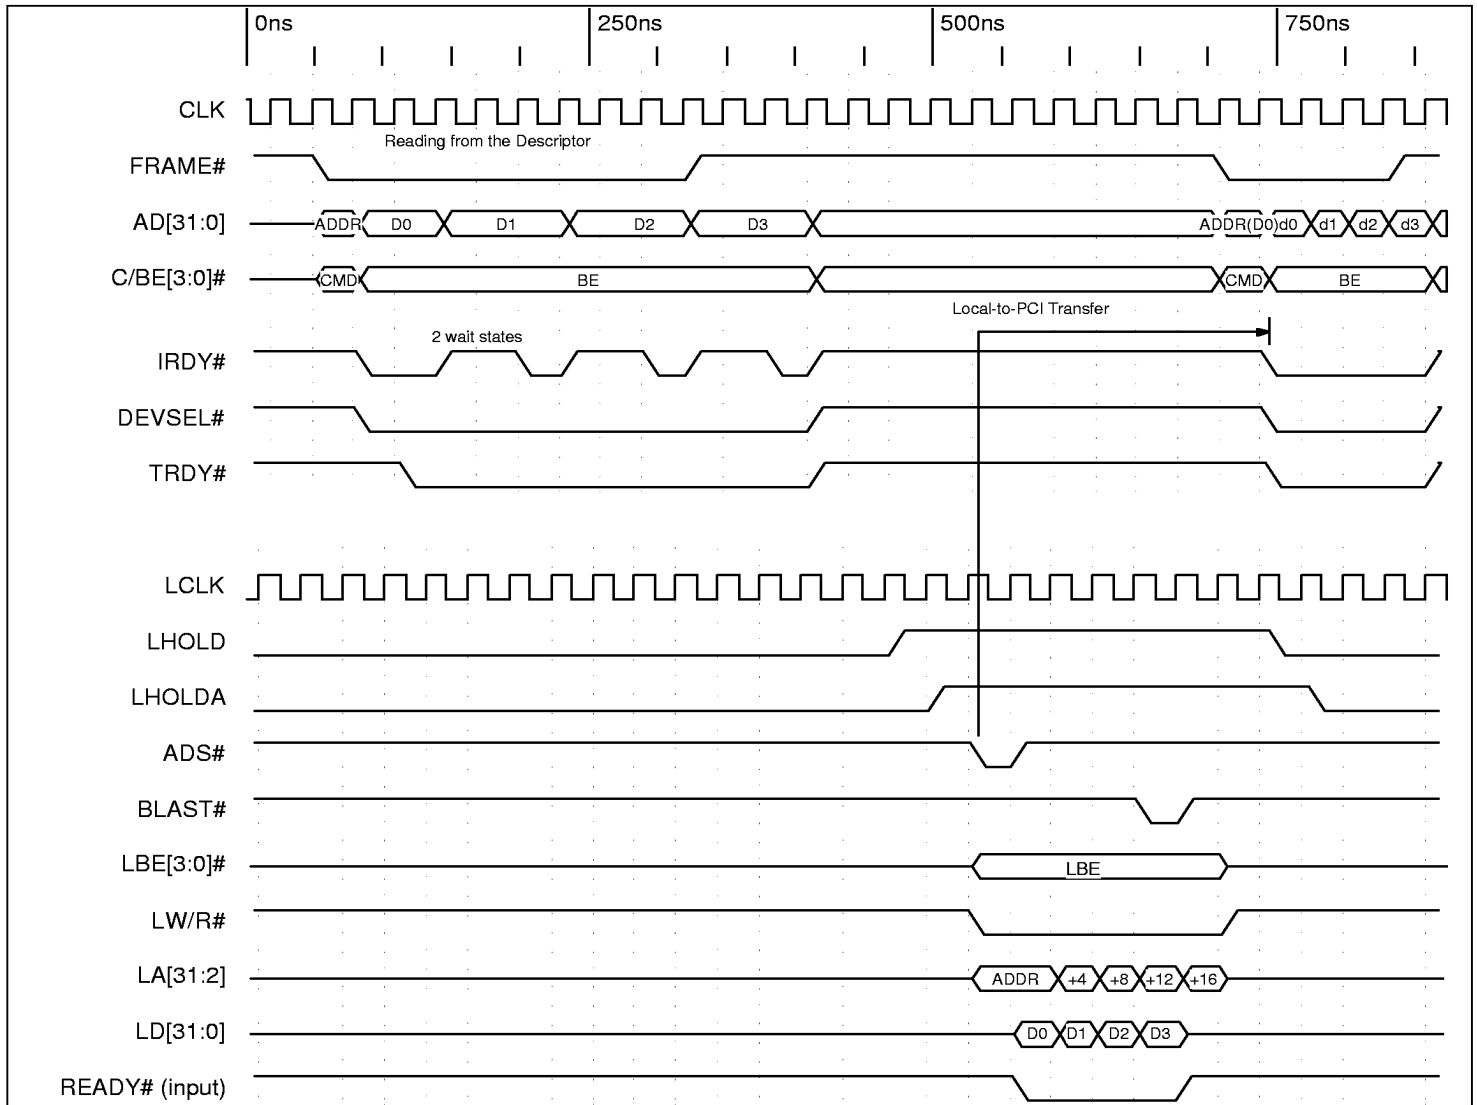 0ns 250ns 500ns 750ns
CLK
Reading from the Descriptor
FRAME#
AD[31:0] ADDR D0 D1 D2 D3 ADDR(D0) d0 d1 d2 d3
C/BE[3:0]# CMD BE CMD BE
Local-to-PCI Transfer
2 wait states
IRDY#
DEVSEL#
TRDY#
LCLK
LHOLD
LHOLDA
ADS#
BLAST#
LBE[3:0]# LBE
LW/R#
LA[31:2] ADDR +4 +8 +12 +16
LD[31:0] D0 D1 D2 D3
READY# (input)